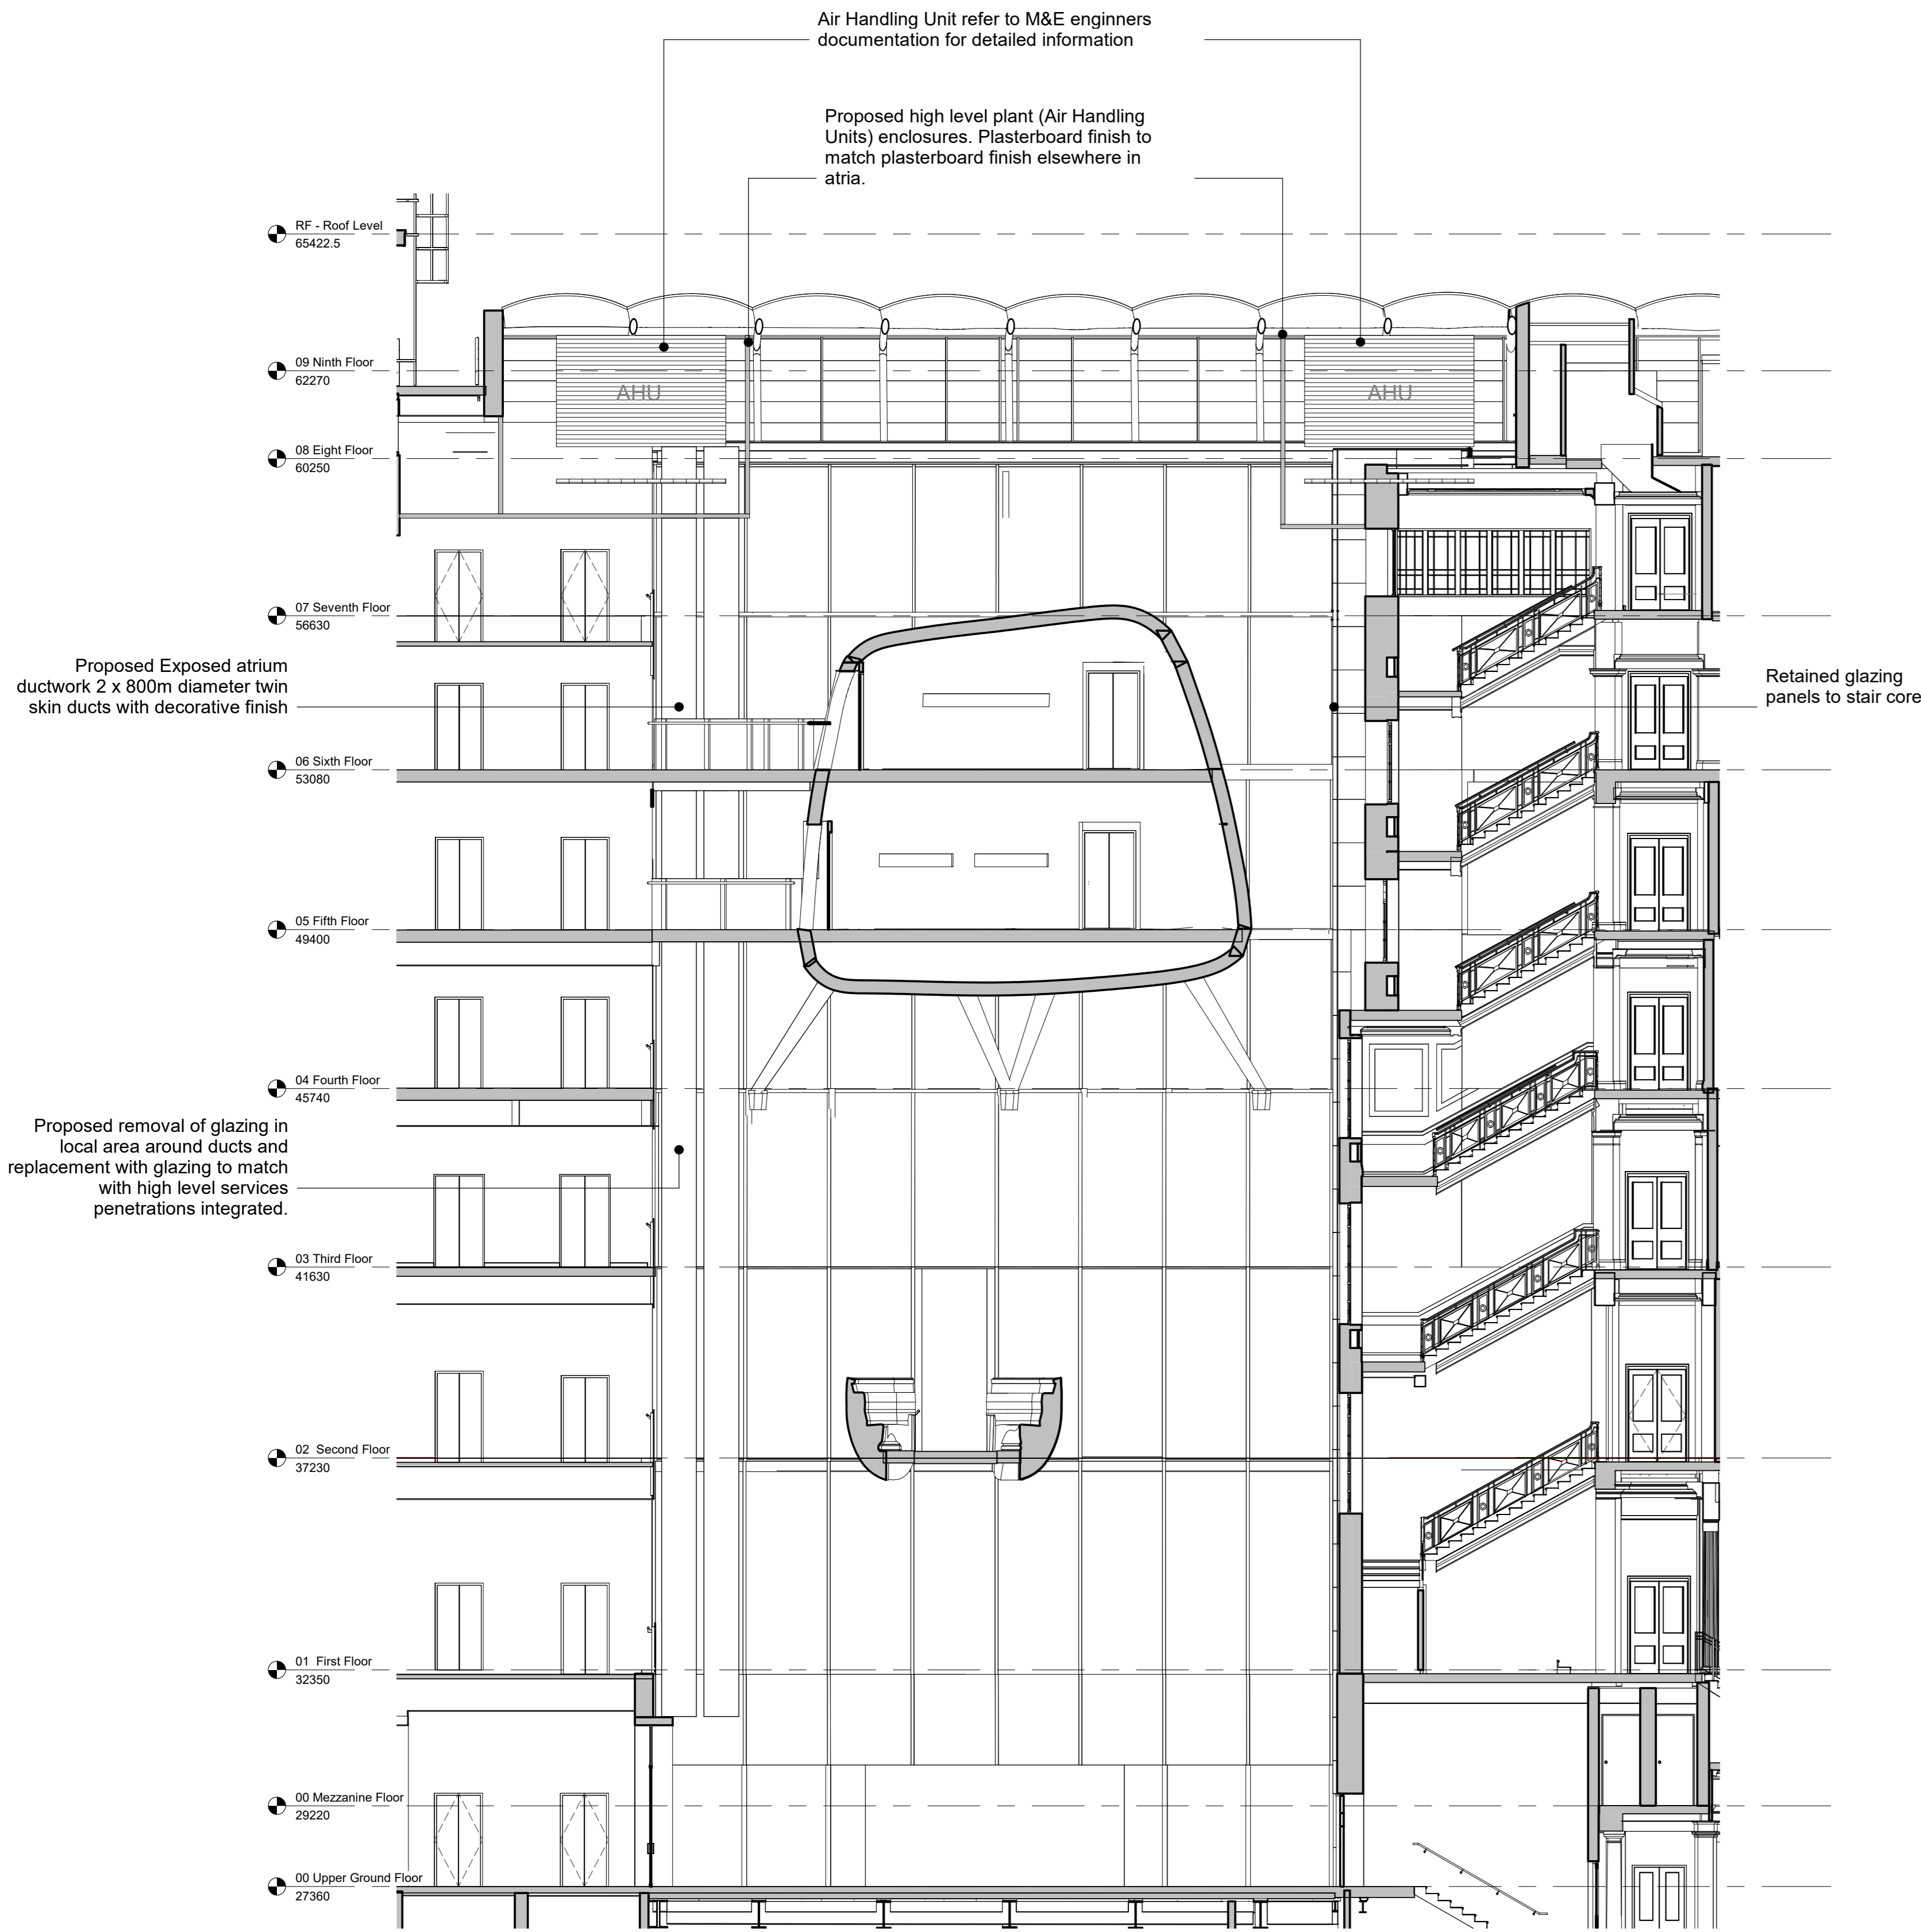 Air Handling Unit refer to M&E enginners
documentation for detailed information
Proposed high level plant (Air Handling
Units) enclosures. Plasterboard finish to
match plasterboard finish elsewhere in
atria.
RF - Roof Level
65422.5
09 Ninth Floor
62270
AHU
AHU
08 Eight Floor
60250
07 Seventh Floor
56630
Proposed Exposed atrium
ductwork 2 x 800m diameter twin
skin ducts with decorative finish
Retained glazing
panels to stair core
06 Sixth Floor
53080
05 Fifth Floor
49400
04 Fourth Floor
45740
Proposed removal of glazing in
local area around ducts and
replacement with glazing to match
with high level services
penetrations integrated.
03 Third Floor
41630
02 Second Floor
37230
01 First Floor
32350
00 Mezzanine Floor
29220
00 Upper Ground Floor
27360